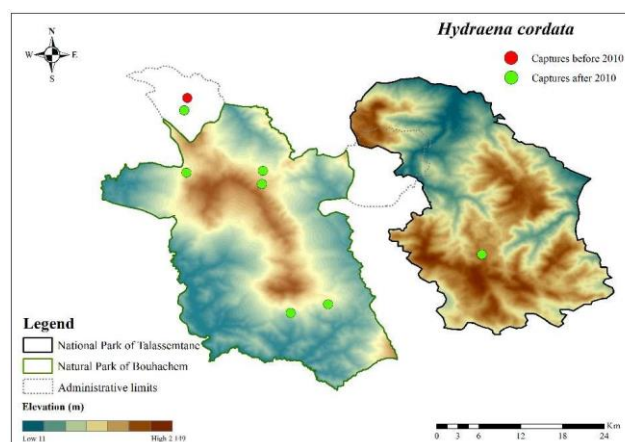 Hydraena cordata
N
W E
S
Captures before 2010
Captures after 2010
Legend
National Park of Talassemtane
Natural Park of Bouhachem
Administrative limits
Elevation (m)
Low 11
High 2 149
Km
0 3 6 12 18 24